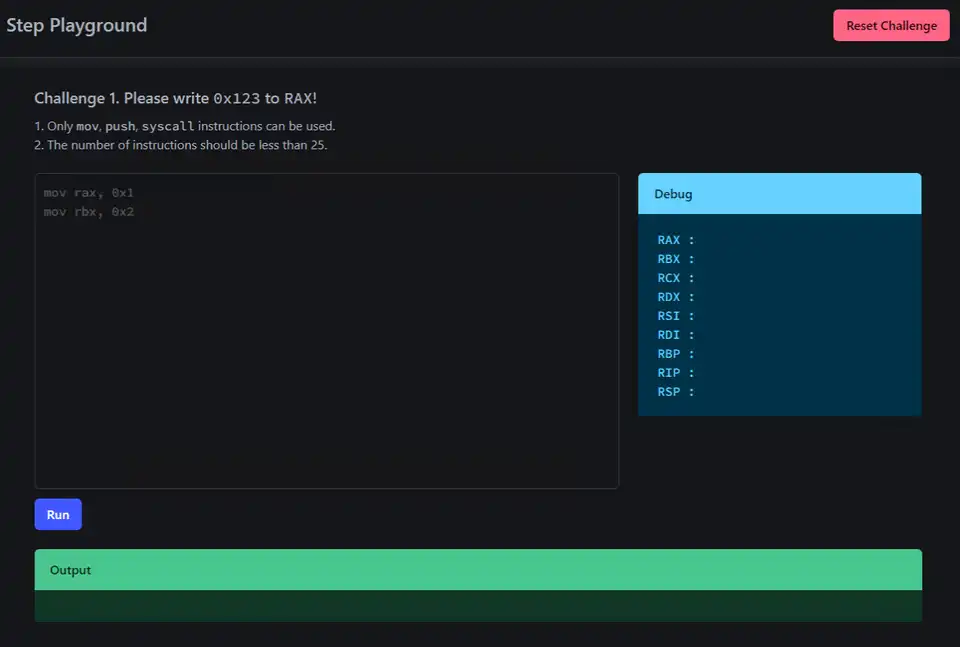 Step Playground
Reset Challenge
Challenge 1. Please write 0x123 to RAX!
1. Only mov, push, syscall instructions can be used.
2. The number of instructions should be less than 25.
mov rax, 0x1
mov rbx, 0x2
Debug
RAX :
RBX :
RCX :
RDX :
RSI :
RDI :
RBP :
RIP :
RSP :
Run
Output